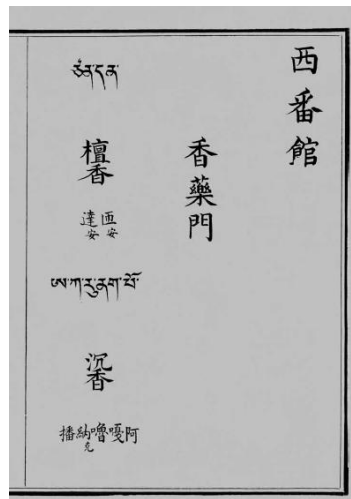 西番館
香藥門
ཙན་དན་
檀香
匝安
達安
ཨ་ཀ་རུ་ནག་པོ་
沉香
阿嘎嚕納克播